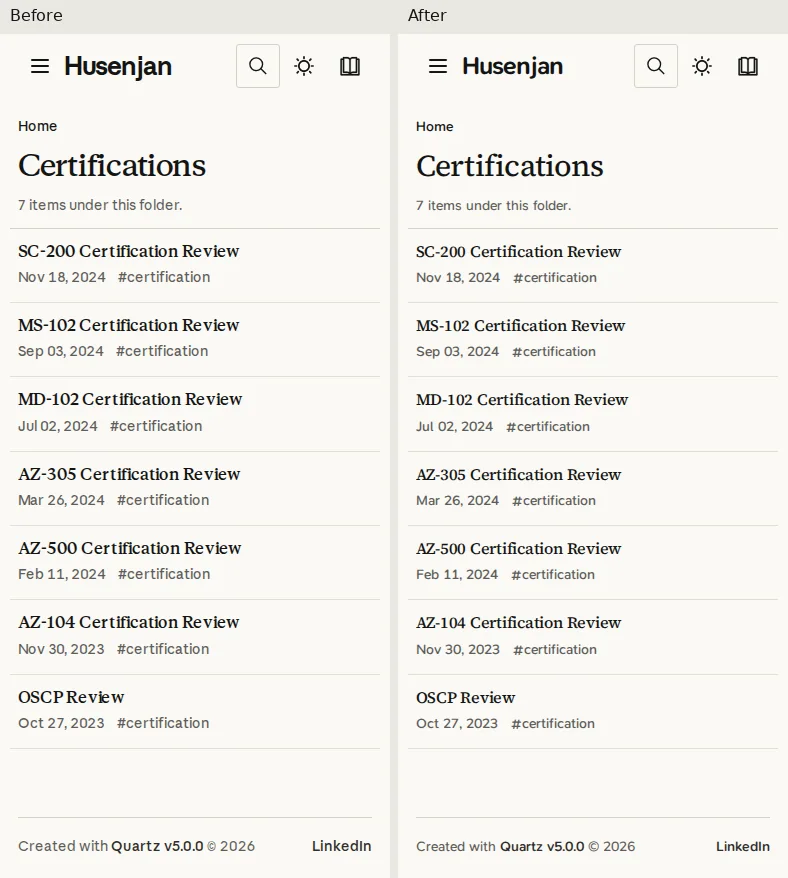 Before
Husenjan
Home
Certifications
7 items under this folder.
SC-200 Certification Review
Nov 18, 2024 #certification
MS-102 Certification Review
Sep 03, 2024 #certification
MD-102 Certification Review
Jul 02, 2024 #certification
AZ-305 Certification Review
Mar 26, 2024 #certification
AZ-500 Certification Review
Feb 11, 2024 #certification
AZ-104 Certification Review
Nov 30, 2023 #certification
OSCP Review
Oct 27, 2023 #certification
Created with Quartz v5.0.0 © 2026 LinkedIn
After
Husenjan
Home
Certifications
7 items under this folder.
SC-200 Certification Review
Nov 18, 2024 #certification
MS-102 Certification Review
Sep 03, 2024 #certification
MD-102 Certification Review
Jul 02, 2024 #certification
AZ-305 Certification Review
Mar 26, 2024 #certification
AZ-500 Certification Review
Feb 11, 2024 #certification
AZ-104 Certification Review
Nov 30, 2023 #certification
OSCP Review
Oct 27, 2023 #certification
Created with Quartz v5.0.0 © 2026 LinkedIn